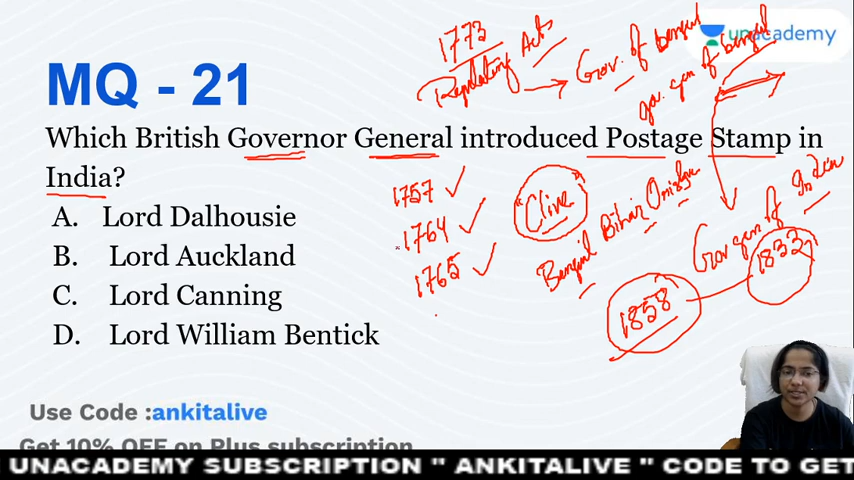 unacademy
1773
Regulating Acts
Gov. of bengal
gov. gen of bengal
MQ - 21
Which British Governor General introduced Postage Stamp in
India?
A. Lord Dalhousie
B. Lord Auckland
C. Lord Canning
D. Lord William Bentick
1757
1764
1765
"Clive"
Bengal Bihar Orissa
Gov gen of India
1858
1833
Use Code :ankitalive
Get 10% OFF on Plus subscription
UNACADEMY SUBSCRIPTION " ANKITALIVE " CODE TO GET